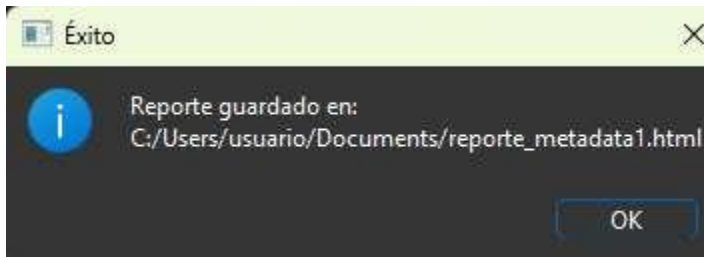 Éxito
Reporte guardado en:
C:/Users/usuario/Documents/reporte_metadata1.html
OK